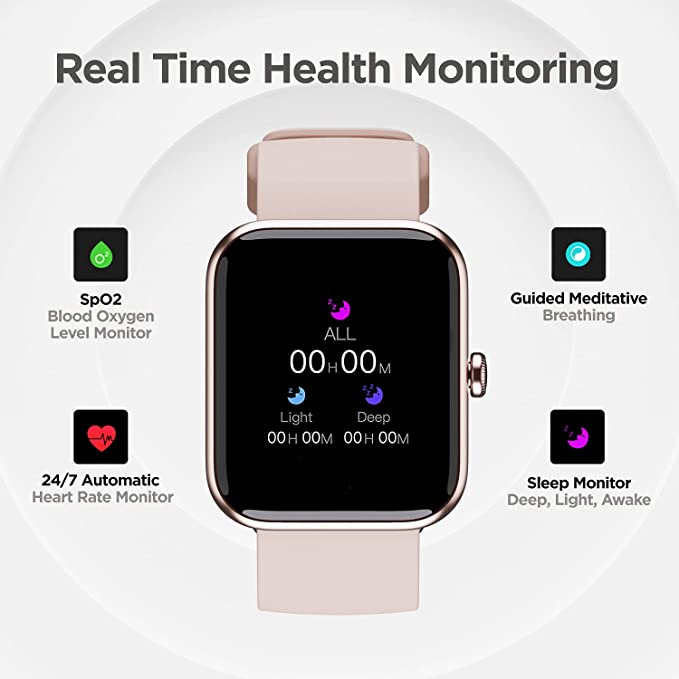 Real Time Health Monitoring
SpO2
Blood Oxygen
Level Monitor
24/7 Automatic
Heart Rate Monitor
ALL
00H00M
Light
Deep
00H 00M
00H 00M
Guided Meditative
Breathing
Sleep Monitor
Deep, Light, Awake